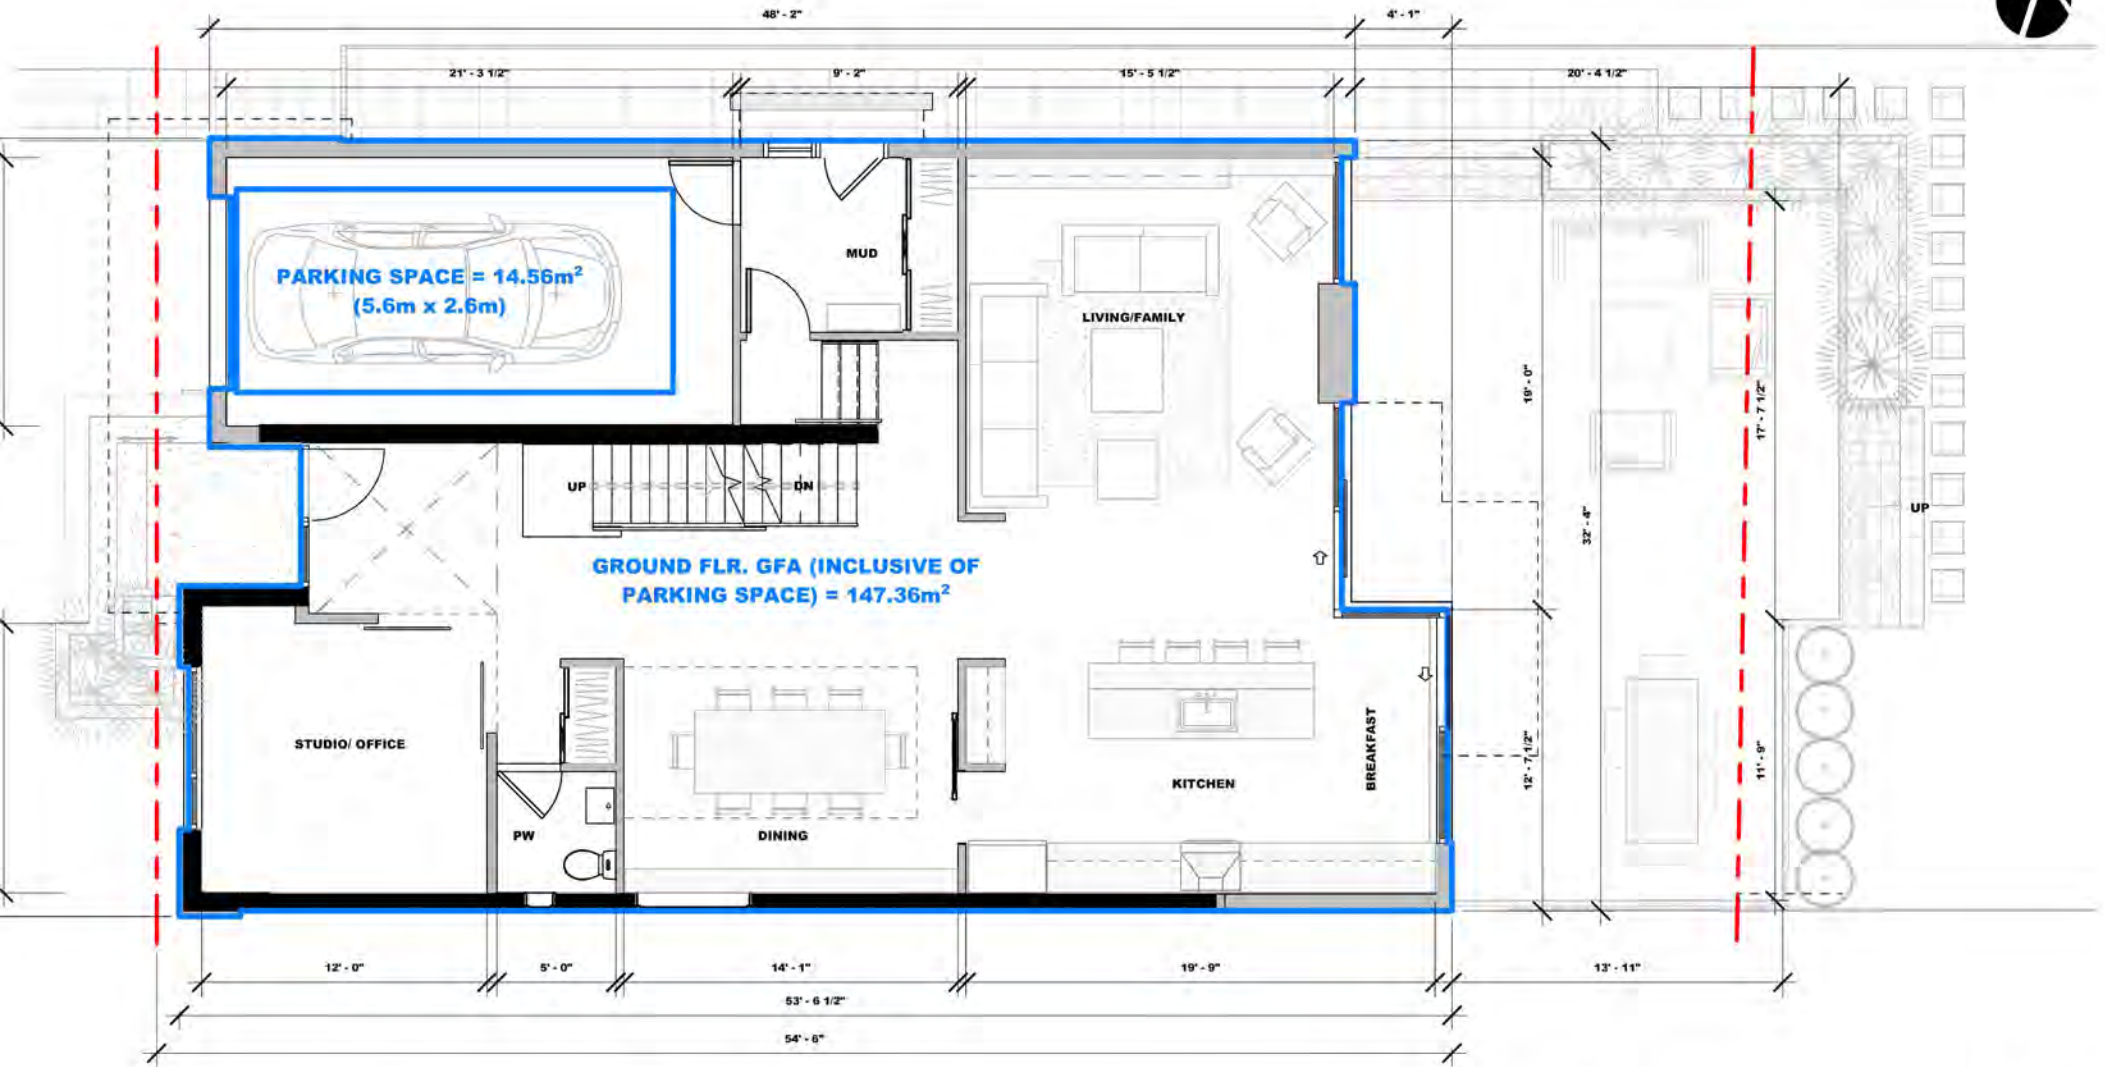 48' - 2"
4' - 1"
21' - 3 1/2"
9' - 2"
15' - 5 1/2"
20' - 4 1/2"
MUD
PARKING SPACE = 14.56m²
(5.6m x 2.6m)
LIVING/FAMILY
19' - 0"
17' - 7 1/2"
UP
DN
32' - 4"
UP
GROUND FLR. GFA (INCLUSIVE OF
PARKING SPACE) = 147.36m²
STUDIO/ OFFICE
BREAKFAST
12' - 7 1/2"
11' - 9"
KITCHEN
PW
DINING
12' - 0"
5' - 0"
14' - 1"
19' - 9"
13' - 11"
53' - 6 1/2"
54' - 6"